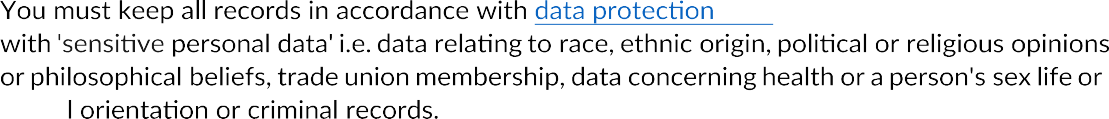 You must keep all records in accordance with data protection
with 'sensitive personal data' i.e. data relating to race, ethnic origin, political or religious opinions
or philosophical beliefs, trade union membership, data concerning health or a person's sex life or
l orientation or criminal records.